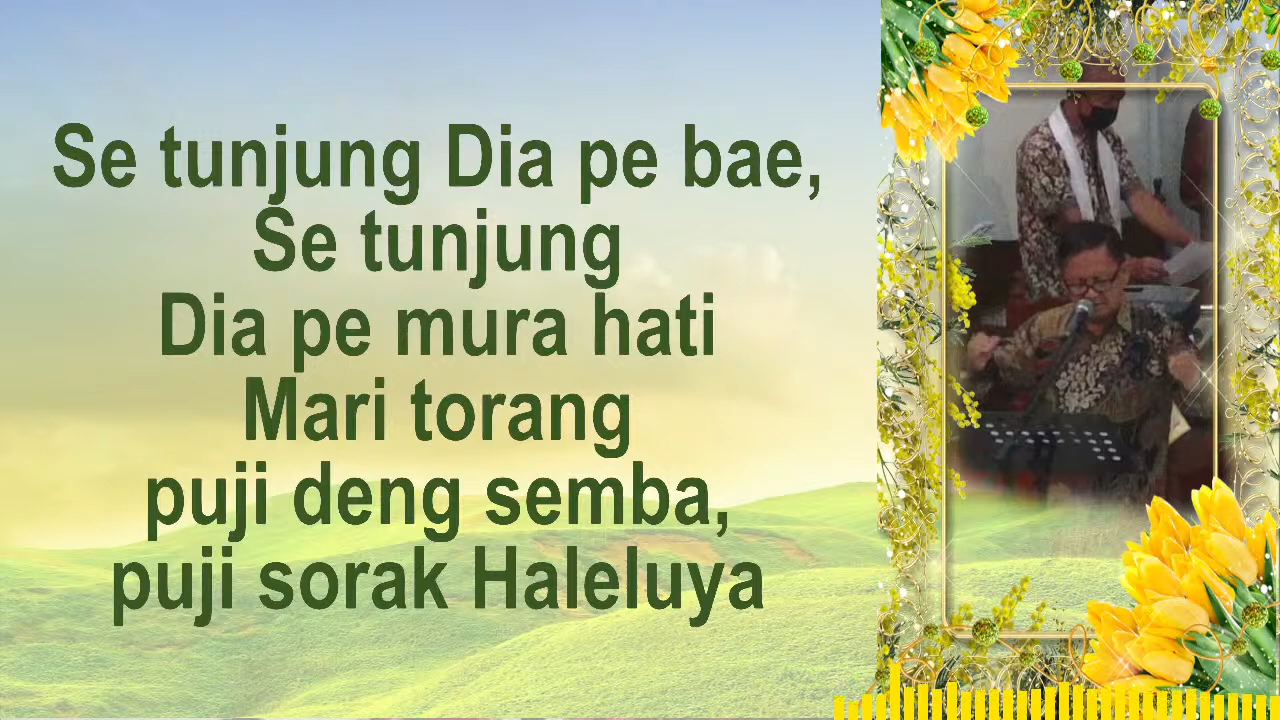 Se tunjung Dia pe bae,
Se tunjung
Dia pe mura hati
Mari torang
puji deng semba,
puji sorak Haleluya